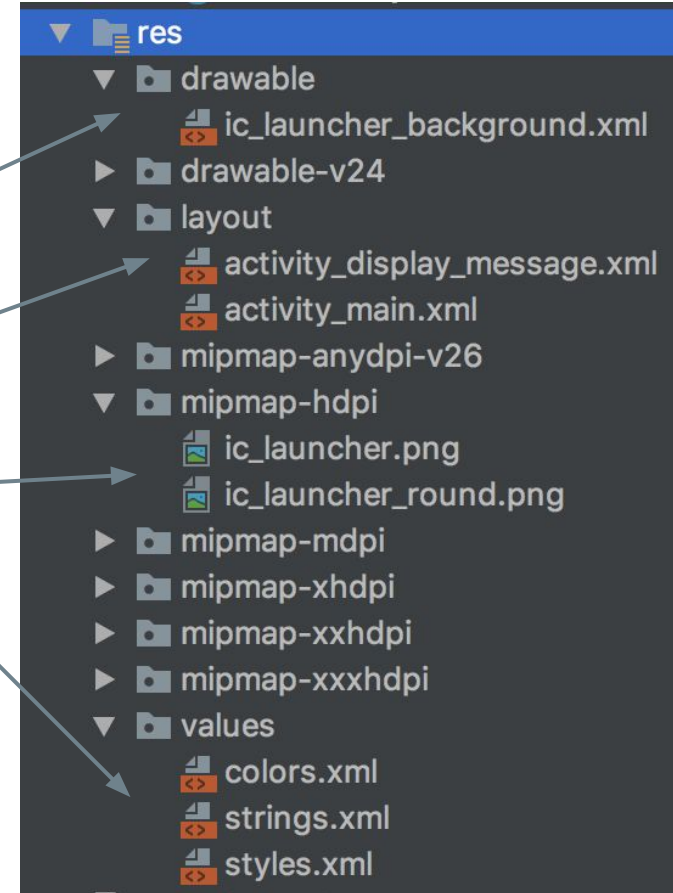 res
drawable
ic_launcher_background.xml
drawable-v24
layout
activity_display_message.xml
activity_main.xml
mipmap-anydpi-v26
mipmap-hdpi
ic_launcher.png
ic_launcher_round.png
mipmap-mdpi
mipmap-xhdpi
mipmap-xxhdpi
mipmap-xxxhdpi
values
colors.xml
strings.xml
styles.xml